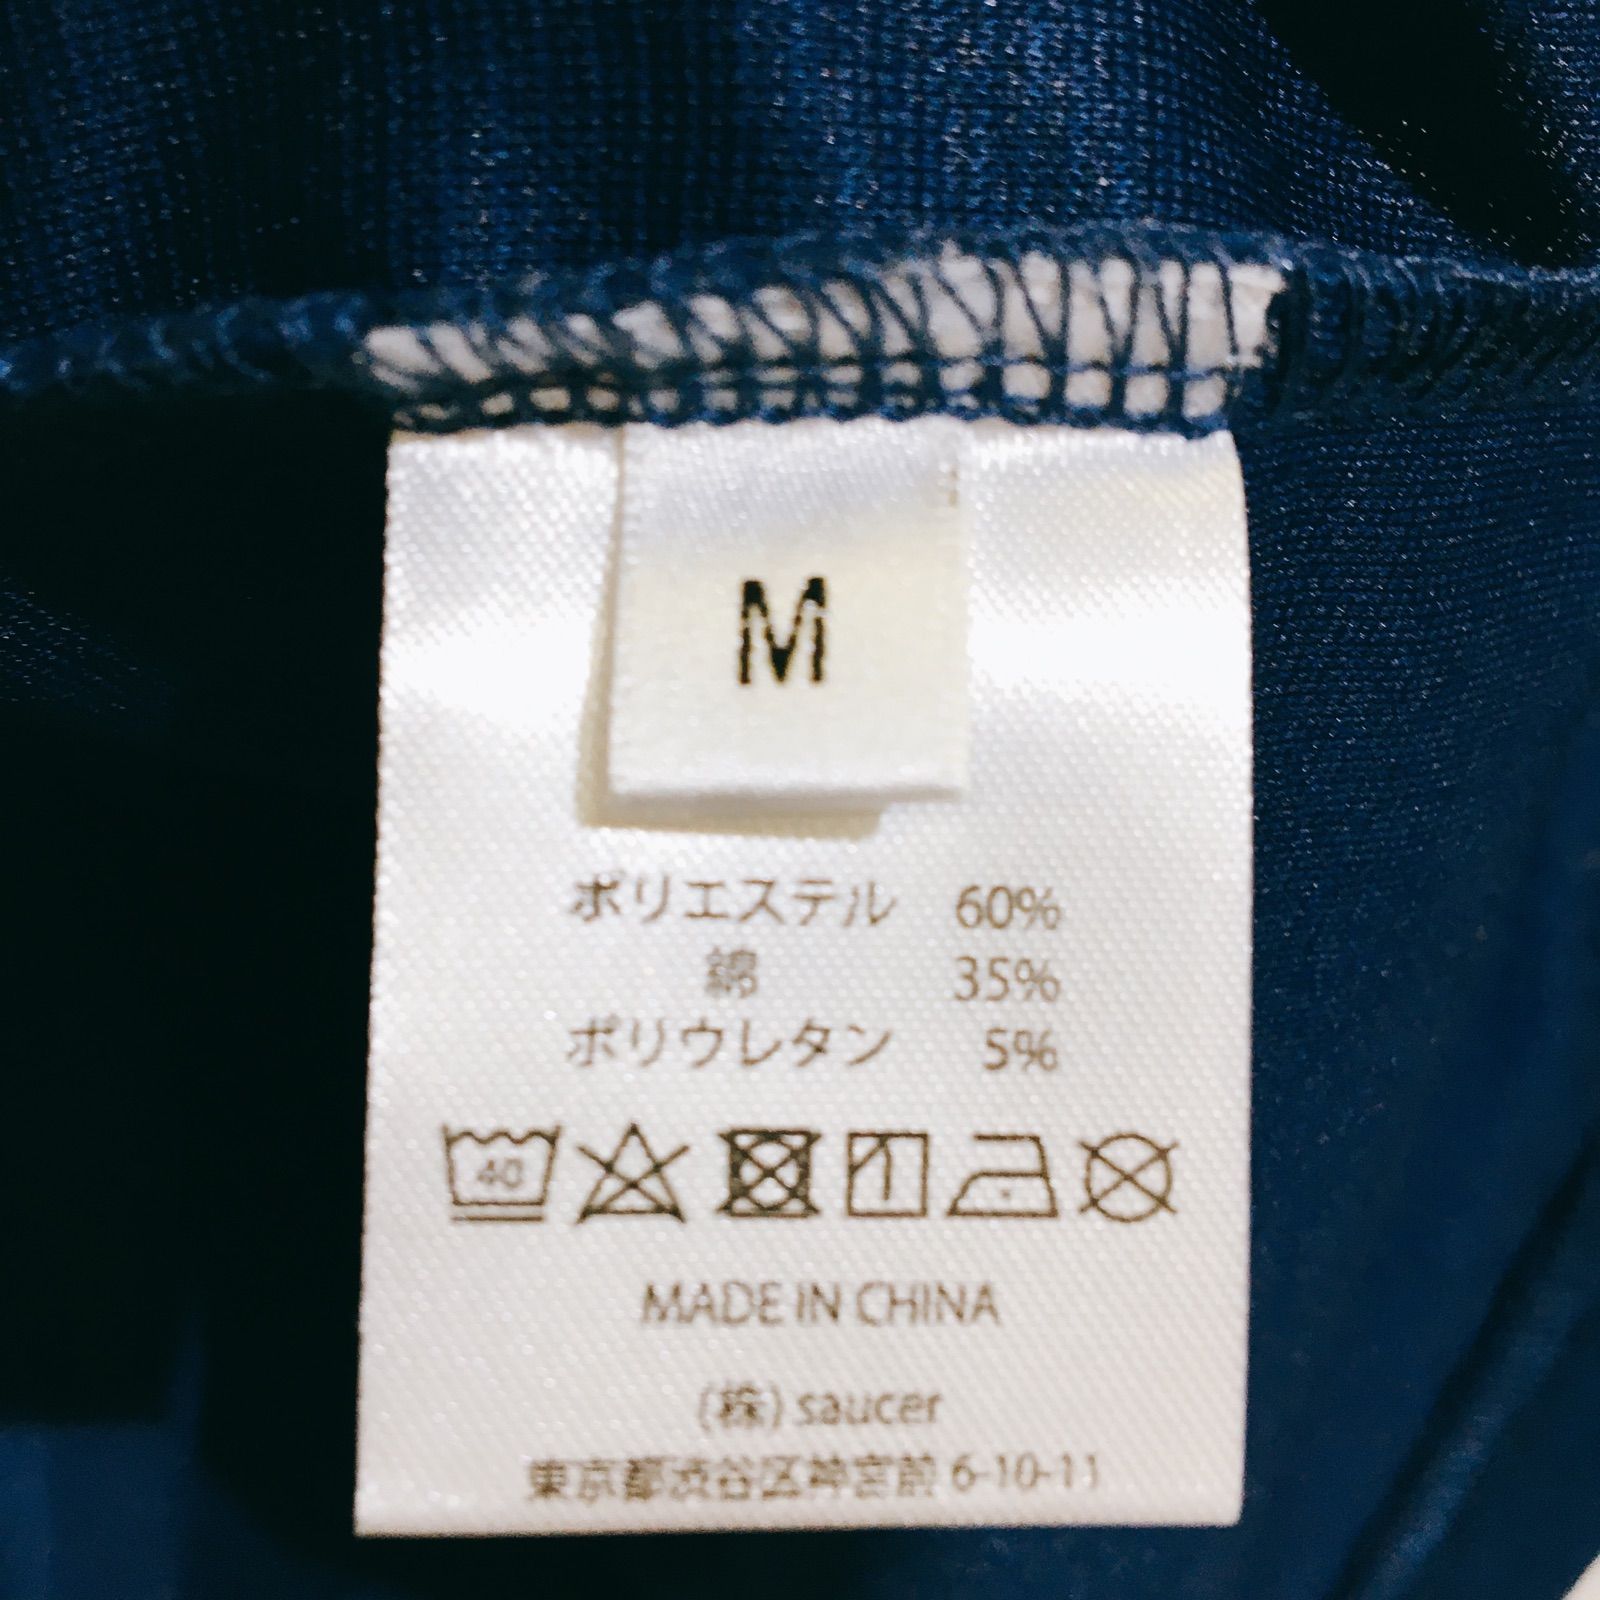 M
ポリエステル 60%
綿 35%
ポリウレタン 5%
40
MADE IN CHINA
(株) saucer
東京都渋谷区神宮前 6-10-11